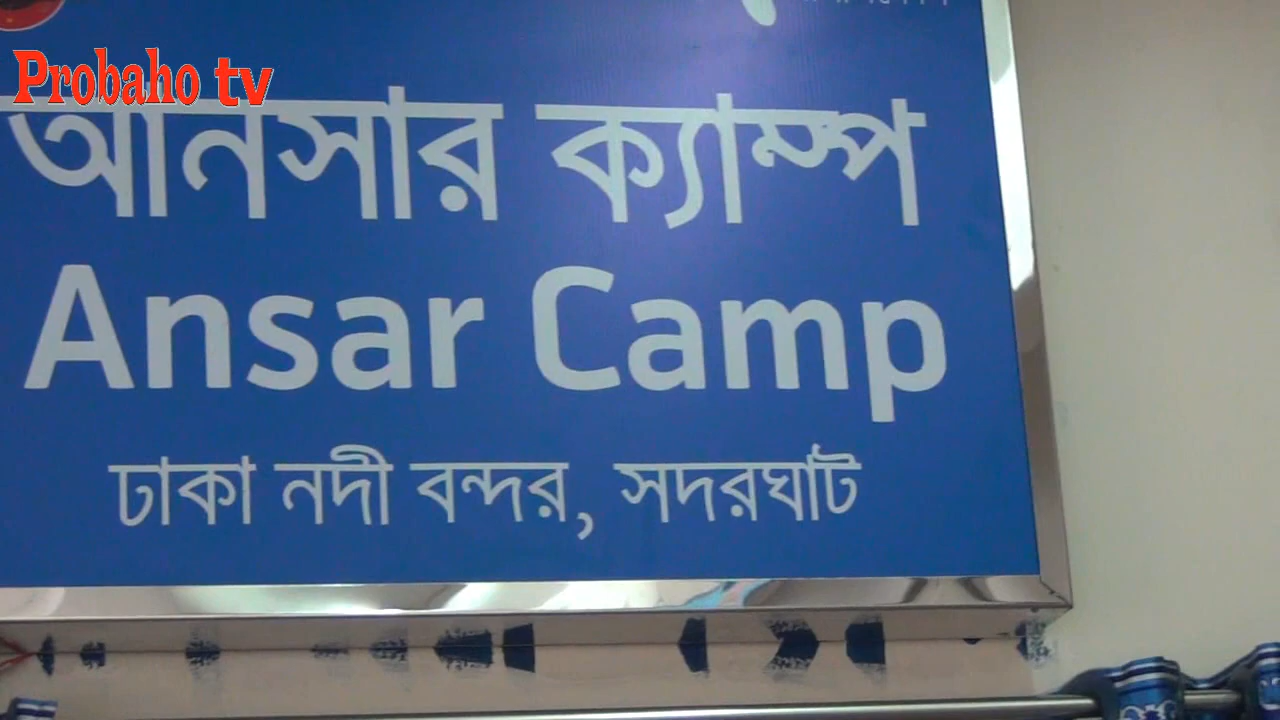 Probaho tv
আনসার ক্যাম্প
Ansar Camp
ঢাকা নদী বন্দর, সদরঘাট